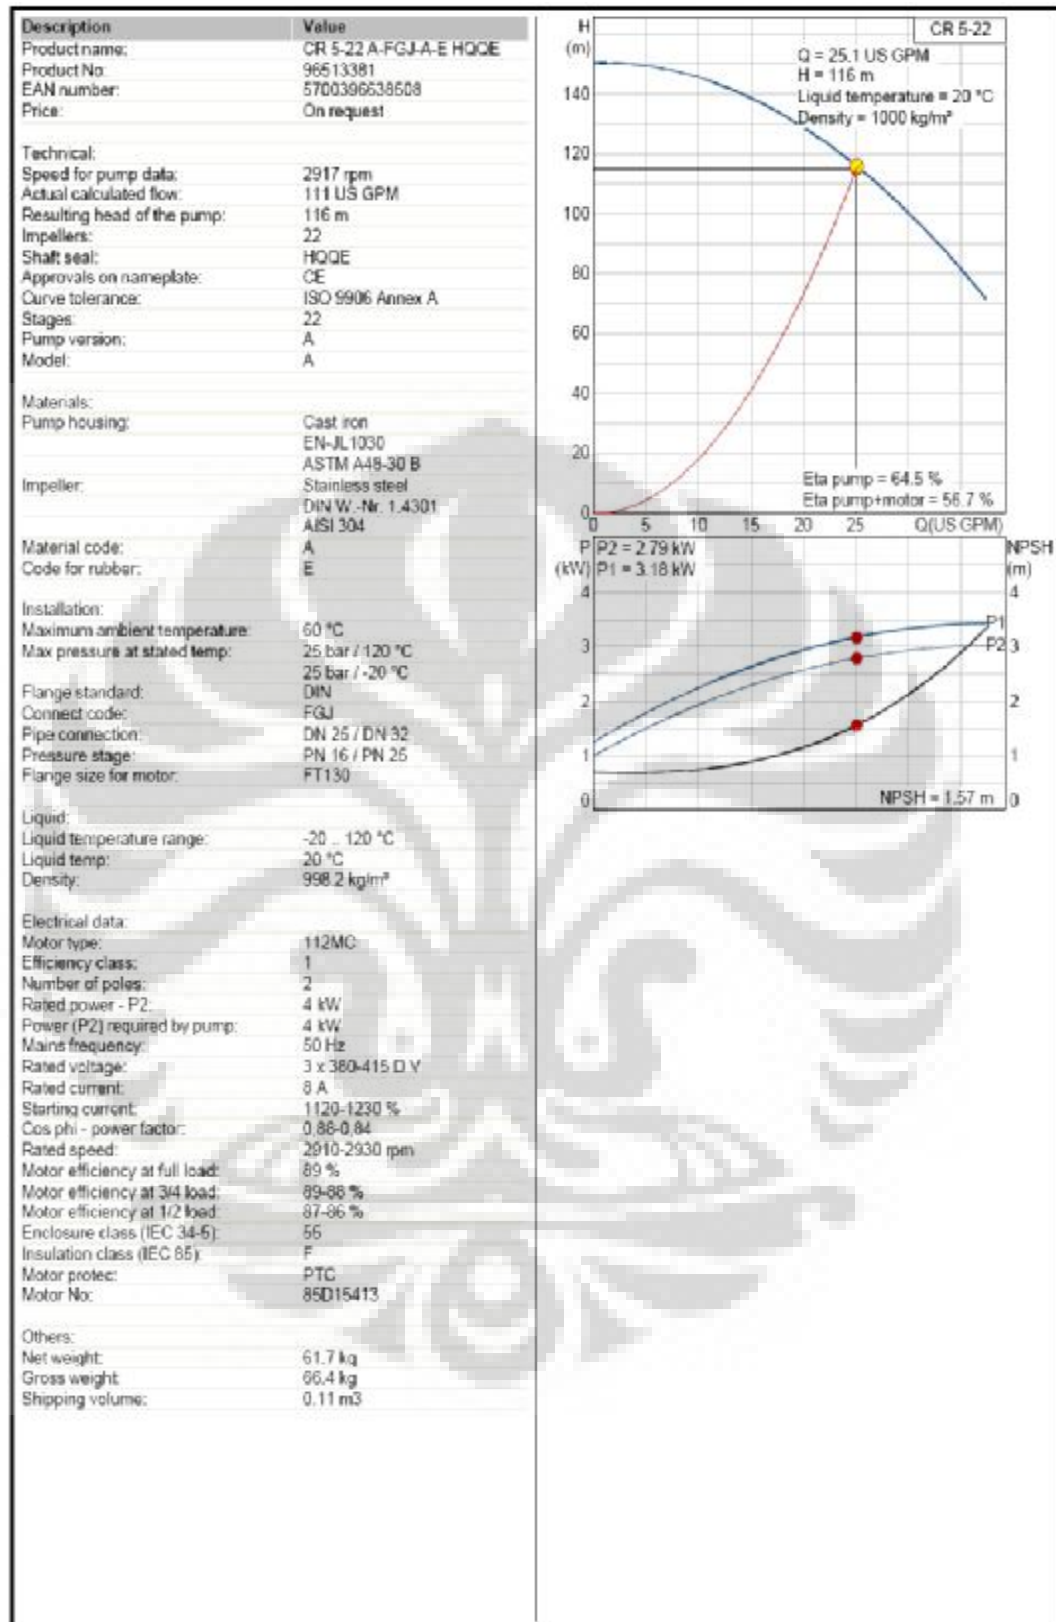 Description Value
Product name: CR 5-22 A-FGJ-A-E HQQE
Product No: 96513381
EAN number: 5700396638508
Price: On request
Technical:
Speed for pump data: 2917 rpm
Actual calculated flow: 111 US GPM
Resulting head of the pump: 116 m
Impellers: 22
Shaft seal: HQQE
Approvals on nameplate: CE
Curve tolerance: ISO 9906 Annex A
Stages: 22
Pump version: A
Model: A
Materials:
Pump housing: Cast iron
EN-JL1030
ASTM A48-30 B
Impeller: Stainless steel
DIN W.-Nr. 1.4301
AISI 304
Material code: A
Code for rubber: E
Installation:
Maximum ambient temperature: 60 °C
Max pressure at stated temp: 25 bar / 120 °C
25 bar / -20 °C
Flange standard: DIN
Connect code: FGJ
Pipe connection: DN 25 / DN 32
Pressure stage: PN 16 / PN 25
Flange size for motor: FT130
Liquid:
Liquid temperature range: -20 .. 120 °C
Liquid temp: 20 °C
Density: 998.2 kg/m³
Electrical data:
Motor type: 112MC
Efficiency class: 1
Number of poles: 2
Rated power - P2: 4 kW
Power (P2) required by pump: 4 kW
Mains frequency: 50 Hz
Rated voltage: 3 x 380-415 D V
Rated current: 8 A
Starting current: 1120-1230 %
Cos phi - power factor: 0,88-0,84
Rated speed: 2910-2930 rpm
Motor efficiency at full load: 89 %
Motor efficiency at 3/4 load: 89-88 %
Motor efficiency at 1/2 load: 87-86 %
Enclosure class (IEC 34-5): 55
Insulation class (IEC 85): F
Motor protec: PTC
Motor No: 85D15413
Others:
Net weight: 61.7 kg
Gross weight: 66.4 kg
Shipping volume: 0.11 m3
H
(m)
CR 5-22
Q = 25.1 US GPM
H = 116 m
Liquid temperature = 20 °C
Density = 1000 kg/m³
140
120
100
80
60
40
20
0
Eta pump = 64.5 %
Eta pump+motor = 56.7 %
0 5 10 15 20 25 Q(US GPM)
P
(kW)
P2 = 2.79 kW
P1 = 3.18 kW
NPSH
(m)
4 4
P1
3 P2 3
2 2
1 1
0 NPSH = 1.57 m 0